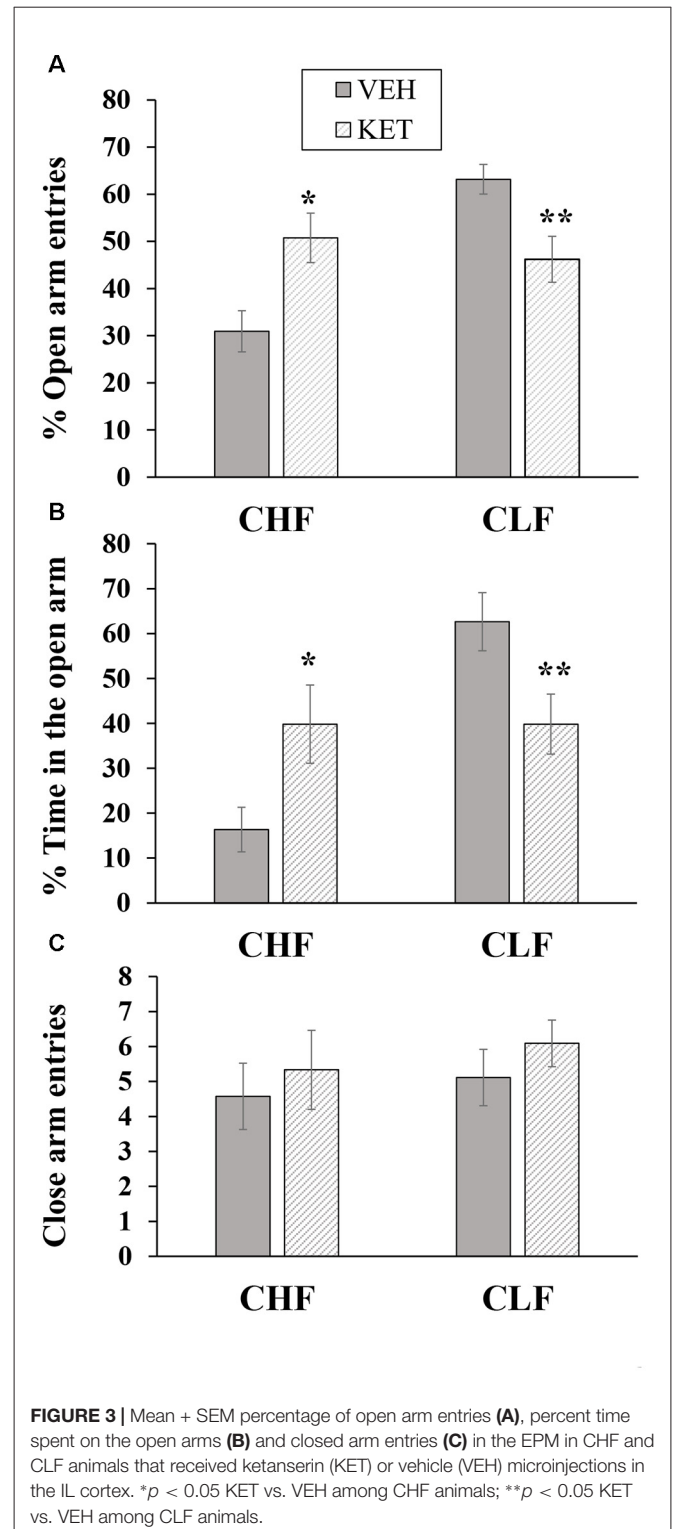 A
VEH
KET
80
70
60
50
40
30
20
10
0
% Open arm entries
*
**
CHF CLF
B
80
70
60
50
40
30
20
10
0
% Time in the open arm
*
**
CHF CLF
C
8
7
6
5
4
3
2
1
0
Close arm entries
CHF CLF
FIGURE 3 | Mean + SEM percentage of open arm entries (A), percent time
spent on the open arms (B) and closed arm entries (C) in the EPM in CHF and
CLF animals that received ketanserin (KET) or vehicle (VEH) microinjections in
the IL cortex. *p < 0.05 KET vs. VEH among CHF animals; **p < 0.05 KET
vs. VEH among CLF animals.